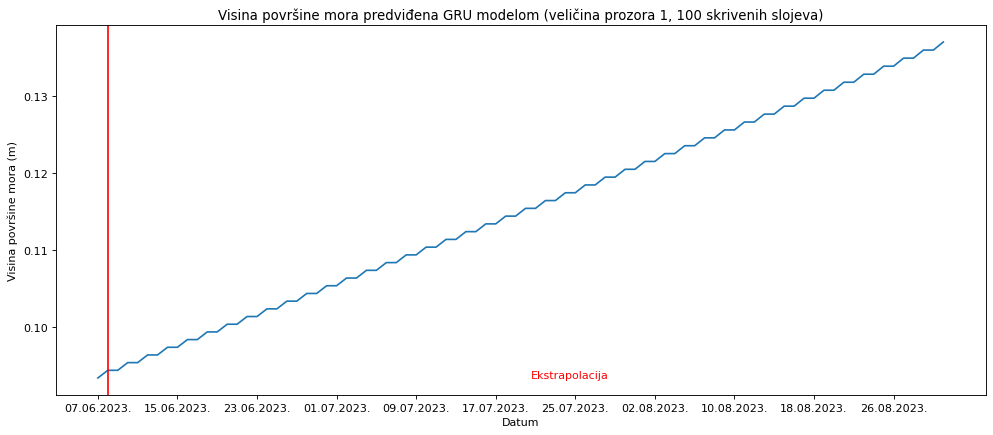 Visina površine mora predviđena GRU modelom (veličina prozora 1, 100 skrivenih slojeva)
Visina površine mora (m)
0.13
0.12
0.11
0.10
Ekstrapolacija
07.06.2023. 15.06.2023. 23.06.2023. 01.07.2023. 09.07.2023. 17.07.2023. 25.07.2023. 02.08.2023. 10.08.2023. 18.08.2023. 26.08.2023.
Datum